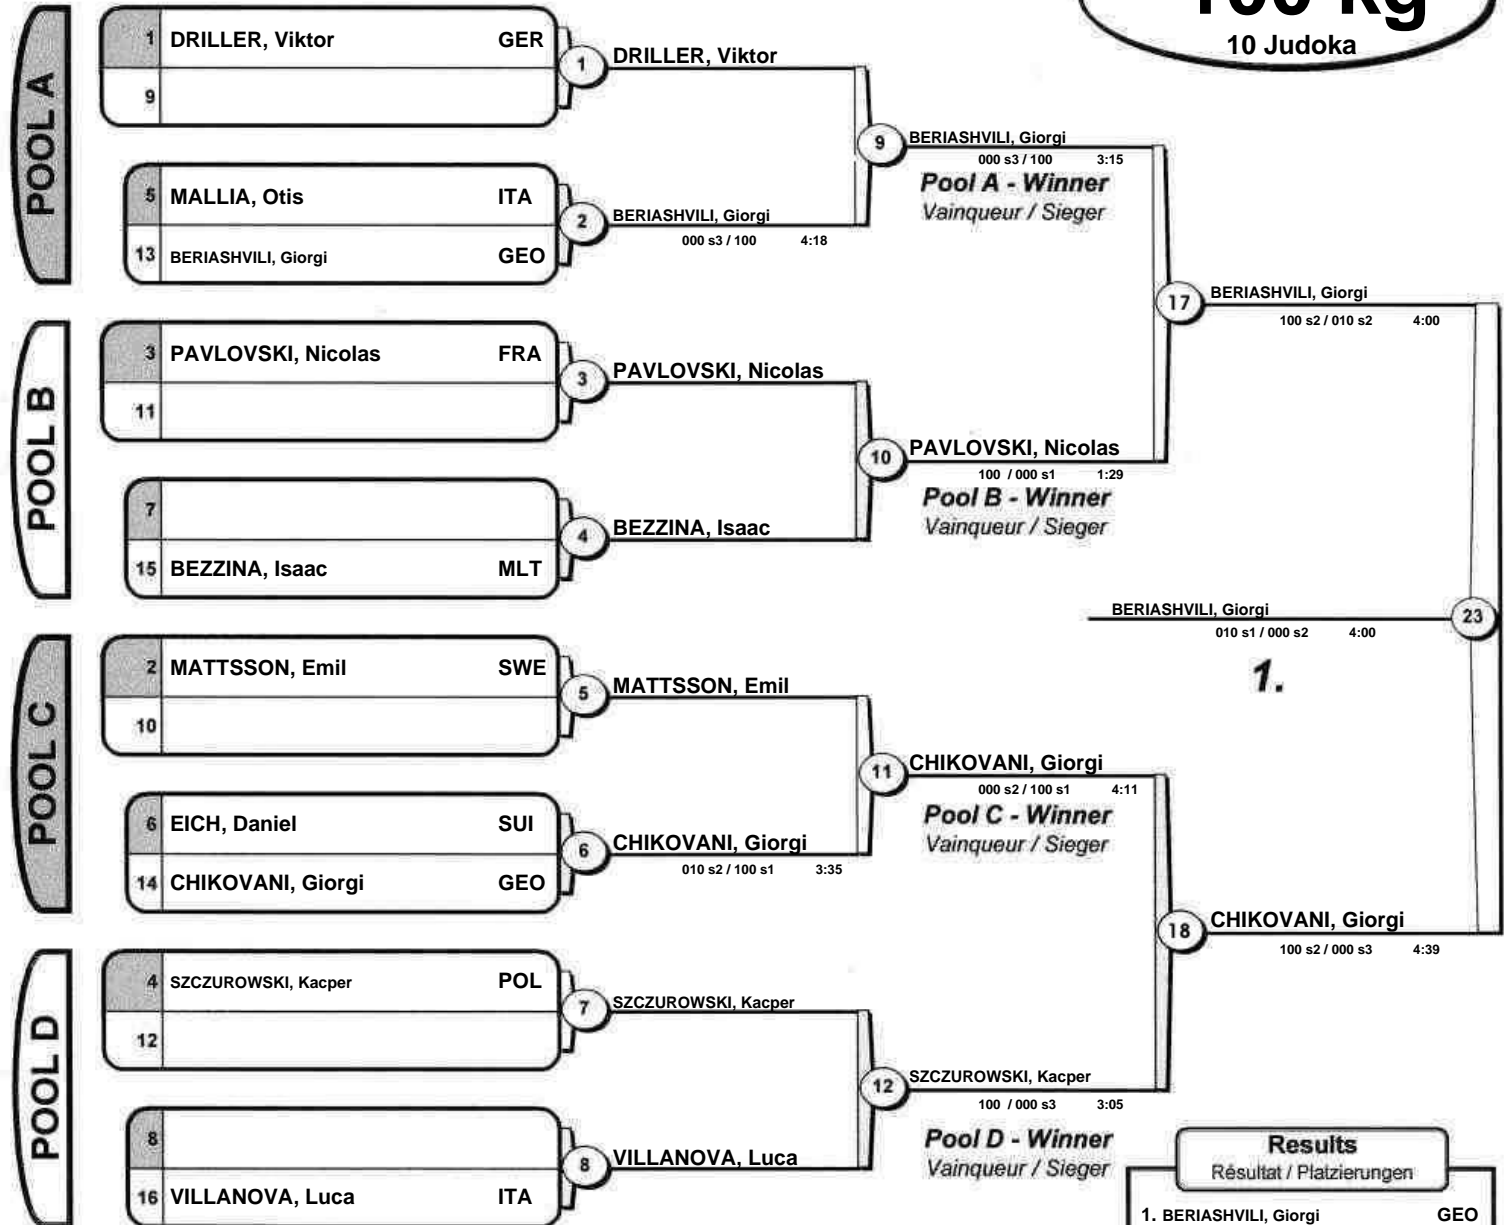 100 kg
10 Judoka
POOL A
1 DRILLER, Viktor GER
9
1
DRILLER, Viktor
5 MALLIA, Otis ITA
13 BERIASHVILI, Giorgi GEO
2
BERIASHVILI, Giorgi
000 s3 / 100 4:18
9
BERIASHVILI, Giorgi
000 s3 / 100 3:15
Pool A - Winner
Vainqueur / Sieger
POOL B
3 PAVLOVSKI, Nicolas FRA
11
3
PAVLOVSKI, Nicolas
7
15 BEZZINA, Isaac MLT
4
BEZZINA, Isaac
10
PAVLOVSKI, Nicolas
100 / 000 s1 1:29
Pool B - Winner
Vainqueur / Sieger
17
BERIASHVILI, Giorgi
100 s2 / 010 s2 4:00
POOL C
2 MATTSSON, Emil SWE
10
5
MATTSSON, Emil
6 EICH, Daniel SUI
14 CHIKOVANI, Giorgi GEO
6
CHIKOVANI, Giorgi
010 s2 / 100 s1 3:35
11
CHIKOVANI, Giorgi
000 s2 / 100 s1 4:11
Pool C - Winner
Vainqueur / Sieger
POOL D
4 SZCZUROWSKI, Kacper POL
12
7
SZCZUROWSKI, Kacper
8
16 VILLANOVA, Luca ITA
8
VILLANOVA, Luca
12
SZCZUROWSKI, Kacper
100 / 000 s3 3:05
Pool D - Winner
Vainqueur / Sieger
18
CHIKOVANI, Giorgi
100 s2 / 000 s3 4:39
23
BERIASHVILI, Giorgi
010 s1 / 000 s2 4:00
1.
Results
Résultat / Platzierungen
1. BERIASHVILI, Giorgi GEO